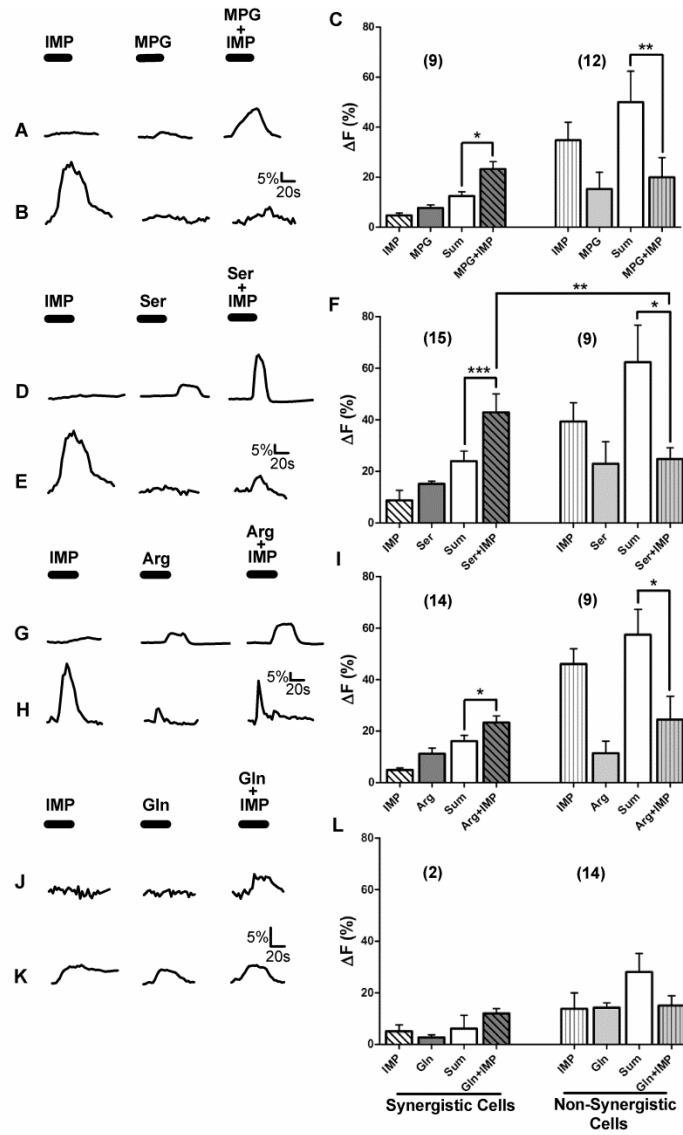 IMP MPG MPG + IMP
A
B
5%
20s
C
ΔF (%)
80
60
40
20
0
(9) (12)
*
**
IMP MPG Sum MPG+IMP IMP MPG Sum MPG+IMP
IMP Ser Ser + IMP
D
E
5%
20s
F
ΔF (%)
80
60
40
20
0
(15) (9)
***
**
*
IMP Ser Sum Ser+IMP IMP Ser Sum Ser+IMP
IMP Arg Arg + IMP
G
H
5%
20s
I
ΔF (%)
80
60
40
20
0
(14) (9)
*
*
IMP Arg Sum Arg+IMP IMP Arg Sum Arg+IMP
IMP Gln Gln + IMP
J
K
5%
20s
L
ΔF (%)
80
60
40
20
0
(2) (14)
IMP Gln Sum Gln+IMP IMP Gln Sum Gln+IMP
Synergistic Cells
Non-Synergistic
Cells